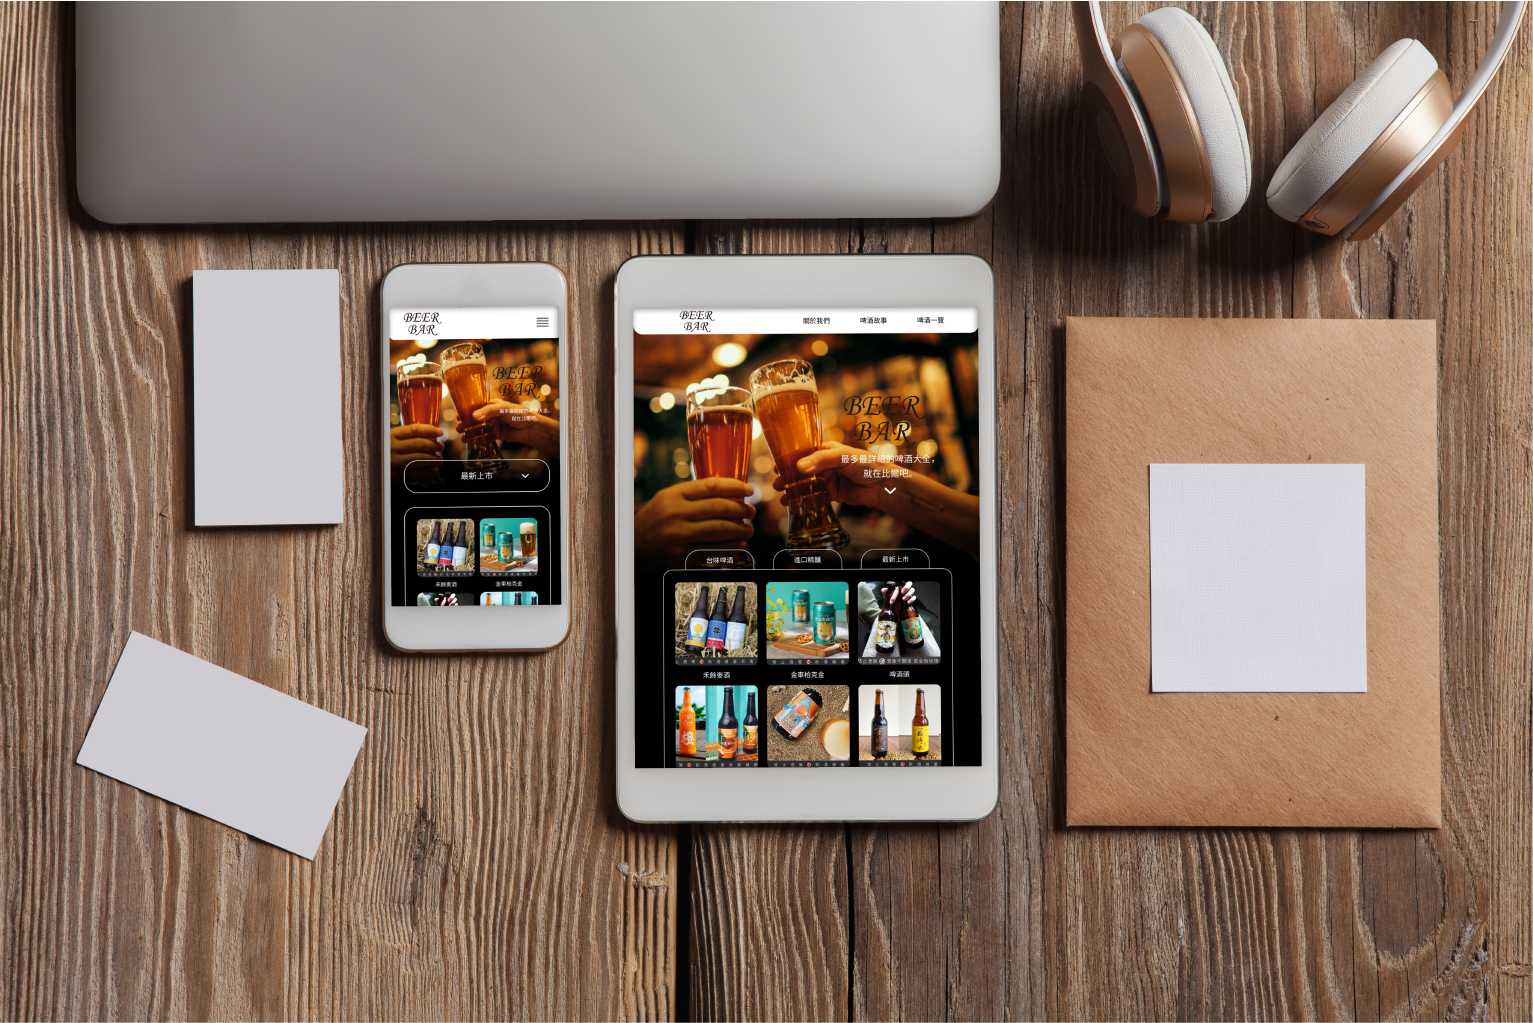 BEER
BAR
BEER
BAR
最多最詳細的啤酒大全，
就在比爾吧。
最新上市
禾餘麥酒
金車柏克金
BEER
BAR
關於我們
啤酒故事
啤酒一覽
BEER
BAR
最多最詳細的啤酒大全，
就在比爾吧。
台味啤酒
進口精釀
最新上市
禾餘麥酒
金車柏克金
啤酒頭